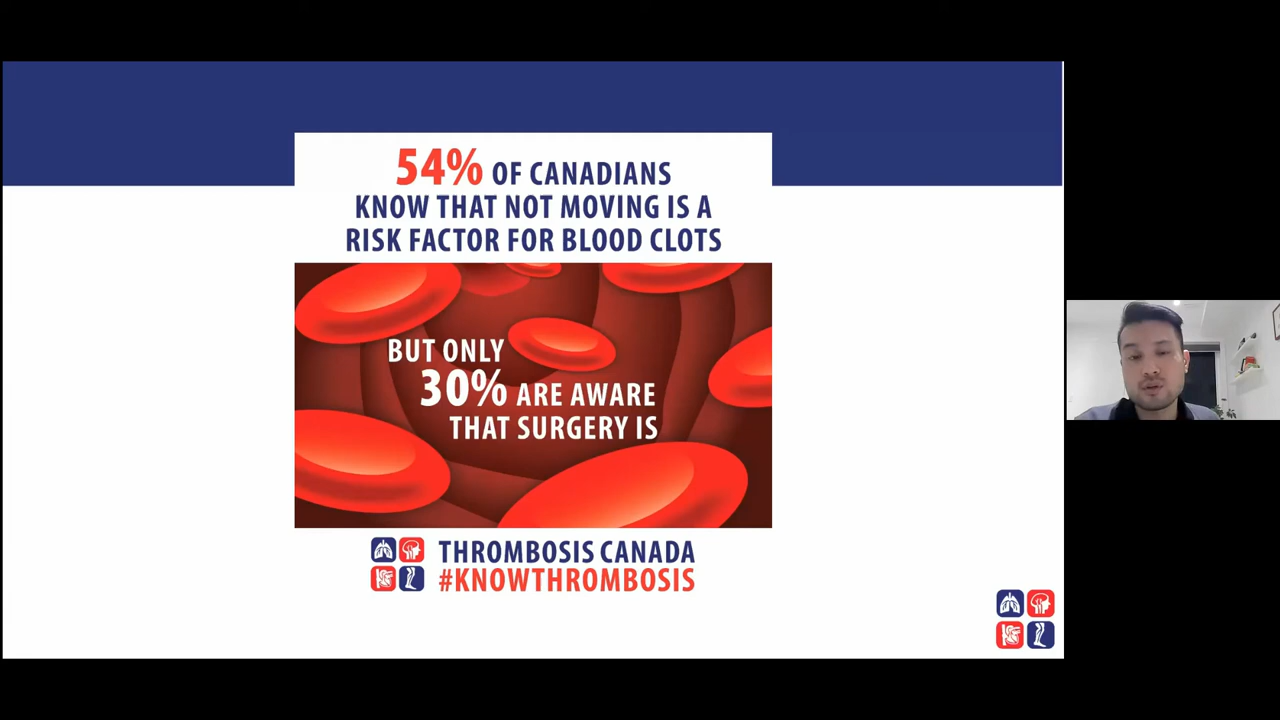 54% OF CANADIANS
KNOW THAT NOT MOVING IS A
RISK FACTOR FOR BLOOD CLOTS
BUT ONLY
30% ARE AWARE
THAT SURGERY IS
THROMBOSIS CANADA
#KNOWTHROMBOSIS